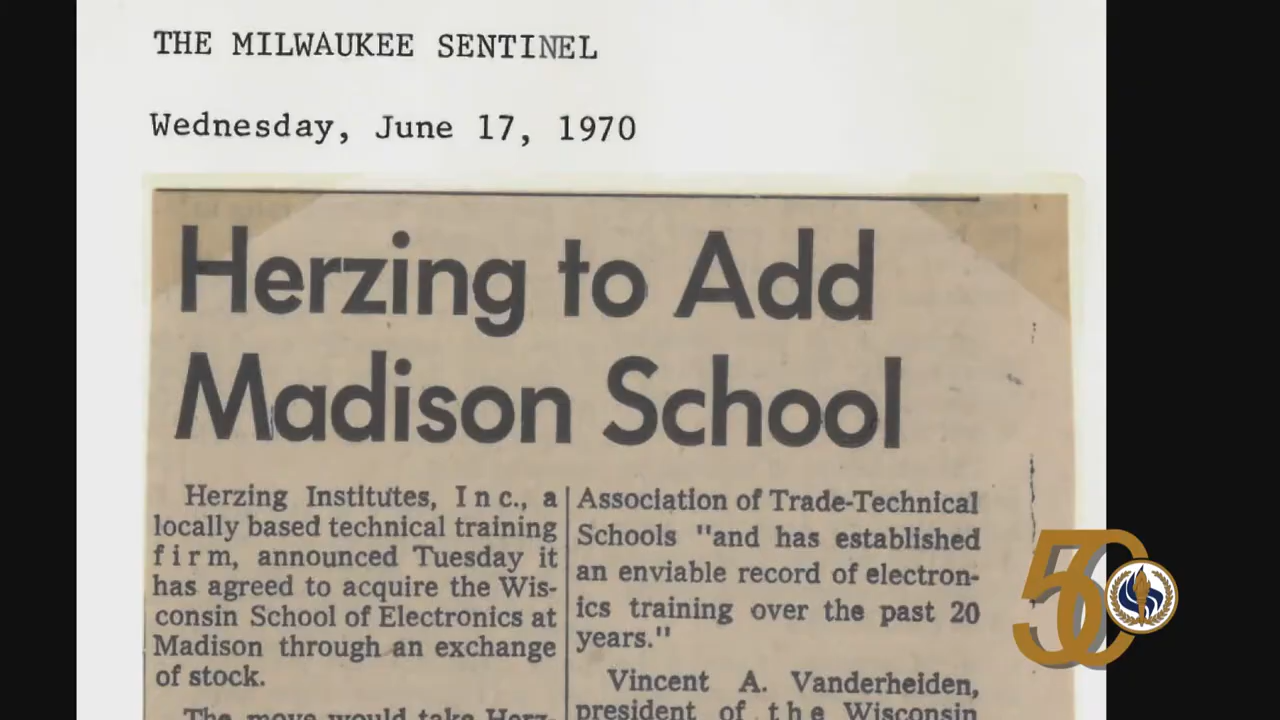 THE MILWAUKEE SENTINEL
Wednesday, June 17, 1970
Herzing to Add
Madison School
Herzing Institutes, Inc., a
locally based technical training
firm, announced Tuesday it
has agreed to acquire the Wis-
consin School of Electronics at
Madison through an exchange
of stock.
The move would take Herz-
Association of Trade-Technical
Schools "and has established
an enviable record of electron-
ics training over the past 20
years."
Vincent A. Vanderheiden,
president of the Wisconsin
50